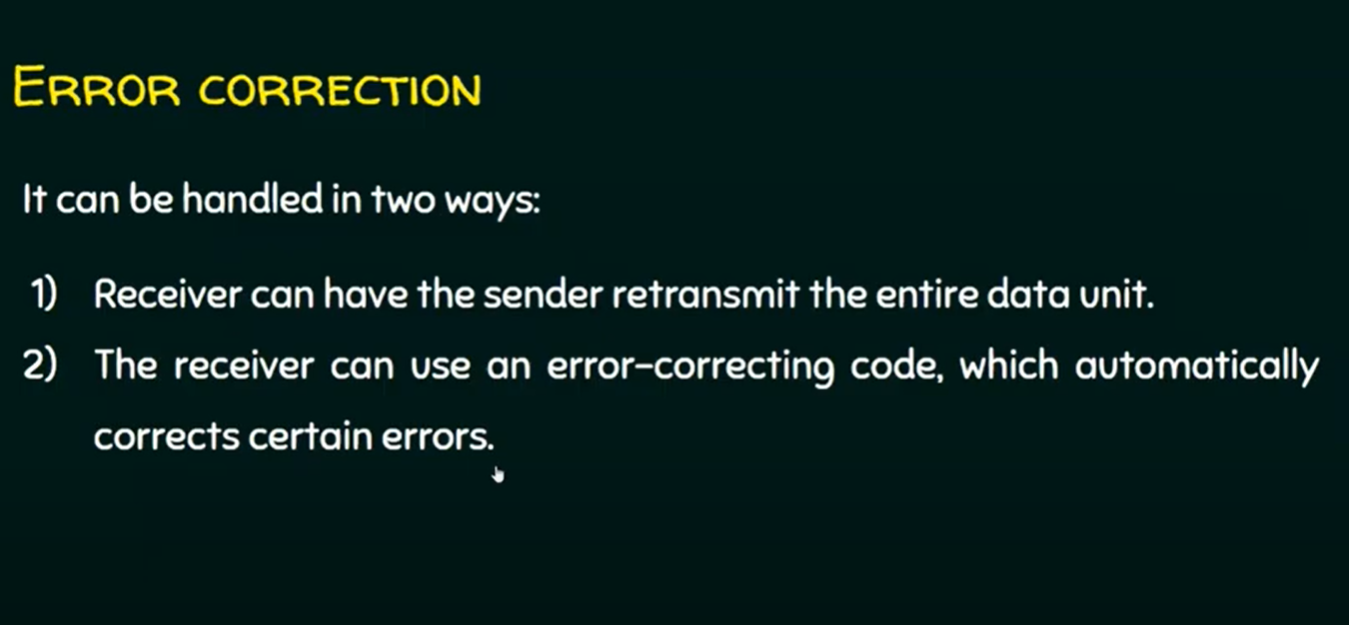 ERROR CORRECTION
It can be handled in two ways:
1) Receiver can have the sender retransmit the entire data unit.
2) The receiver can use an error-correcting code, which automatically
corrects certain errors.